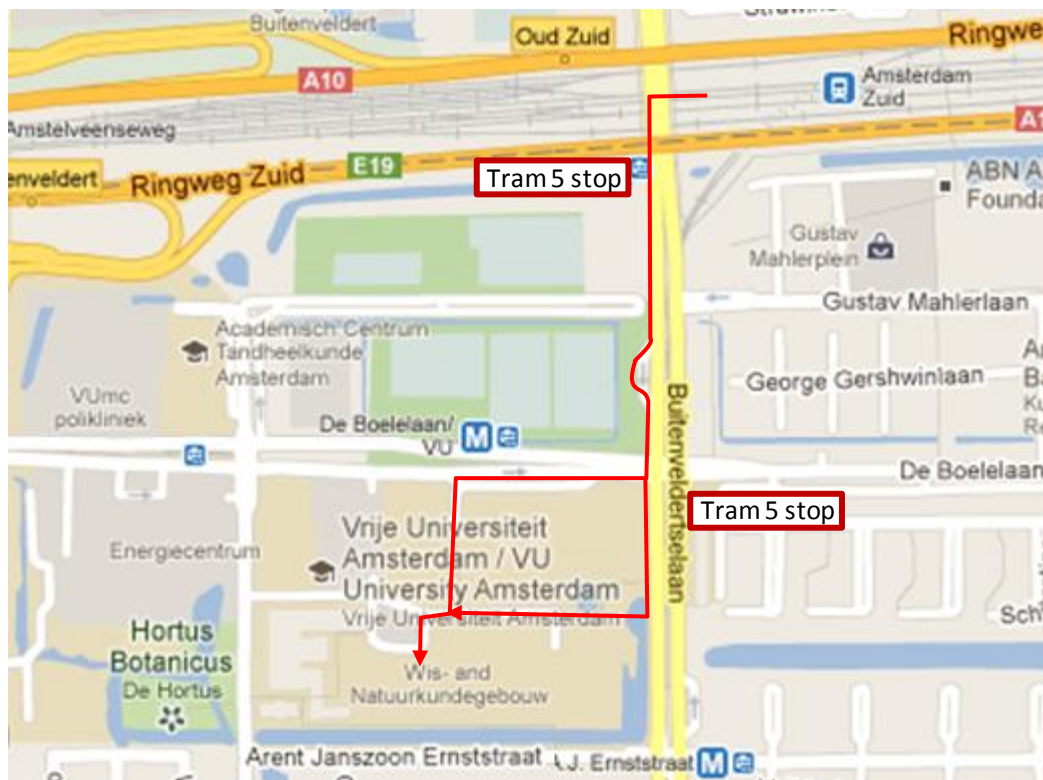 Buitenveldert
Oud Zuid
Ringwe
A10
Amsterdam
Zuid
Amstelveenseweg
A1
enveldert
Ringweg Zuid
E19
Tram 5 stop
ABN A
Founda
Gustav
Mahlerplein
Gustav Mahlerlaan
Academisch Centrum
Tandheelkunde
Amsterdam
George Gershwinlaan
VUmc
polikliniek
De Boelelaan/
VU
M
Buitenveldertselaan
De Boelelaan
Tram 5 stop
Energiecentrum
Vrije Universiteit
Amsterdam / VU
University Amsterdam
Vrije Universiteit Amsterdam
Sch
Hortus
Botanicus
De Hortus
Wis- and
Natuurkundegebouw
Arent Janszoon Ernststraat
J. Ernststraat
M